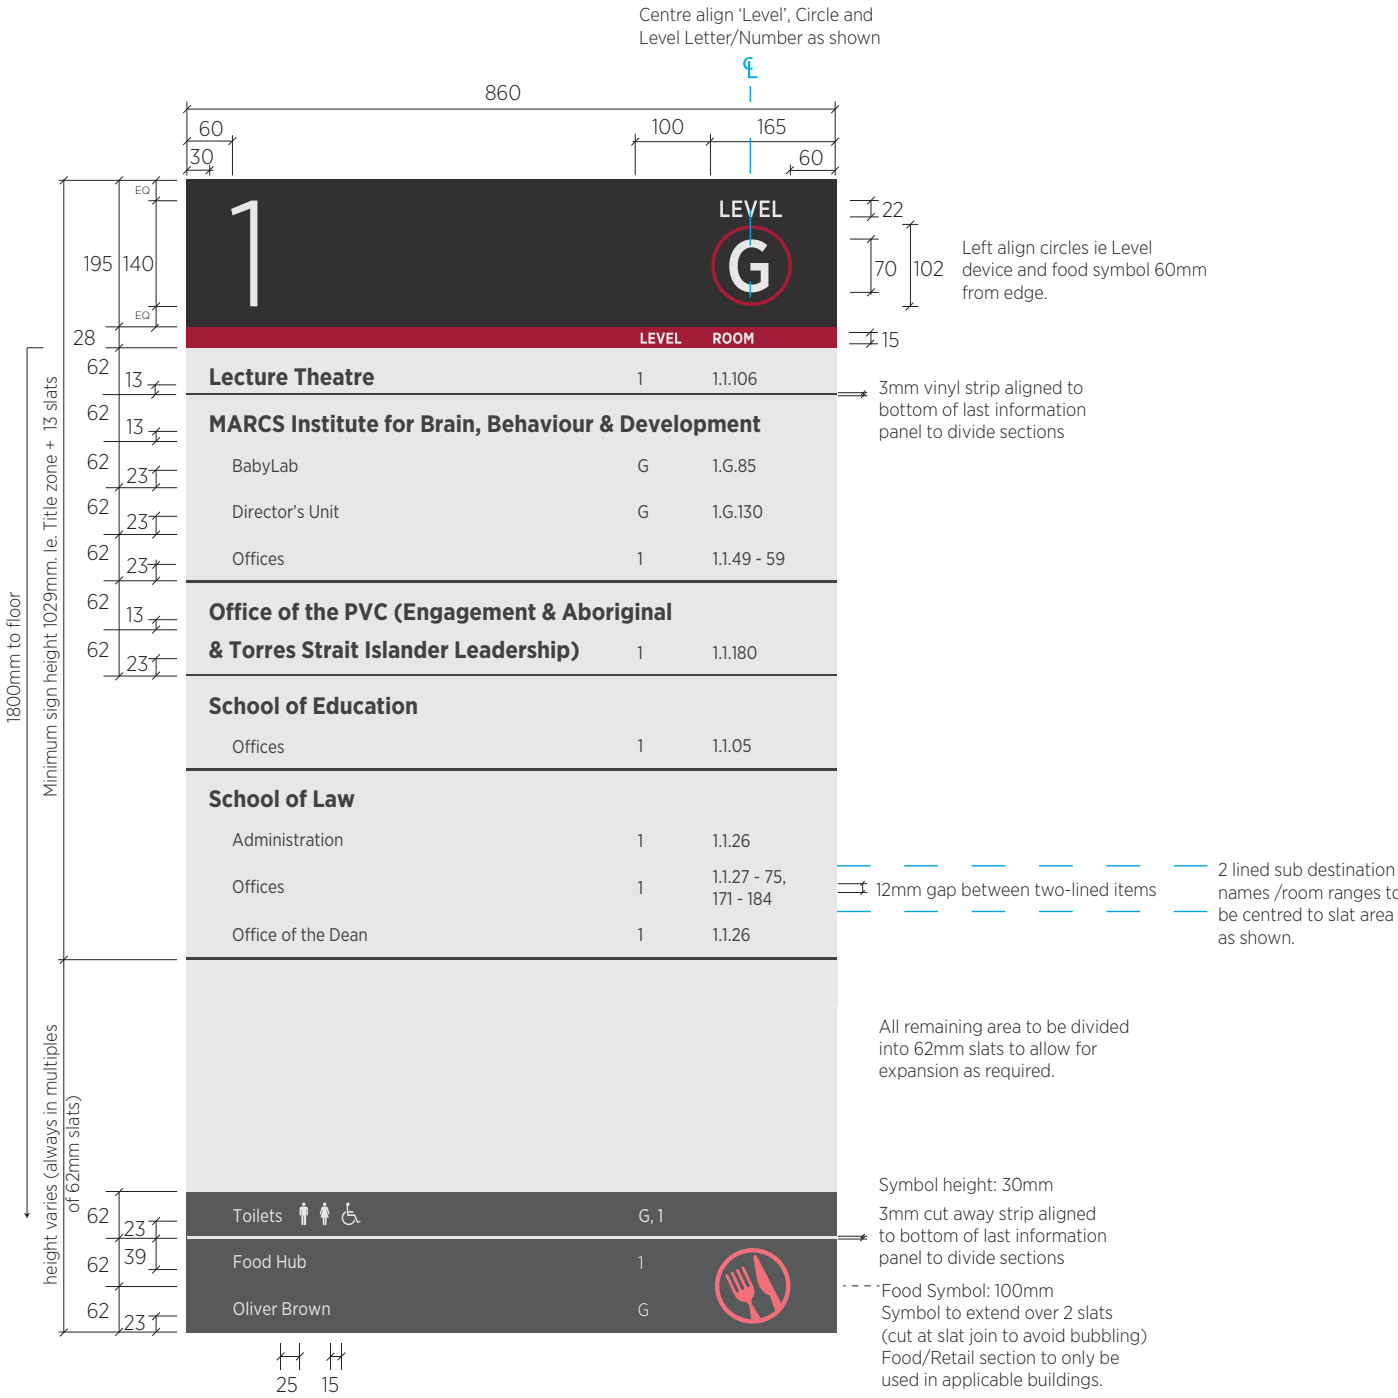 Centre align ‘Level’, Circle and
Level Letter/Number as shown
℄
860
60
100
165
30
60
EQ
195
140
EQ
28
1
LEVEL
G
22
70
102
15
Left align circles ie Level
device and food symbol 60mm
from edge.
LEVEL ROOM
62
13
Lecture Theatre 1 1.1.106
3mm vinyl strip aligned to
bottom of last information
panel to divide sections
62
13
MARCS Institute for Brain, Behaviour & Development
62
23
BabyLab G 1.G.85
62
23
Director’s Unit G 1.G.130
62
23
Offices 1 1.1.49 - 59
62
13
Office of the PVC (Engagement & Aboriginal
62
23
& Torres Strait Islander Leadership) 1 1.1.180
School of Education
Offices 1 1.1.05
School of Law
Administration 1 1.1.26
Offices 1 1.1.27 - 75,
171 - 184
Office of the Dean 1 1.1.26
12mm gap between two-lined items
2 lined sub destination
names /room ranges to
be centred to slat area
as shown.
1800mm to floor
Minimum sign height 1029mm. Ie. Title zone + 13 slats
height varies (always in multiples
of 62mm slats)
All remaining area to be divided
into 62mm slats to allow for
expansion as required.
62
23
Toilets G, 1
62
39
Food Hub 1
62
23
Oliver Brown G
Symbol height: 30mm
3mm cut away strip aligned
to bottom of last information
panel to divide sections
Food Symbol: 100mm
Symbol to extend over 2 slats
(cut at slat join to avoid bubbling)
Food/Retail section to only be
used in applicable buildings.
25
15